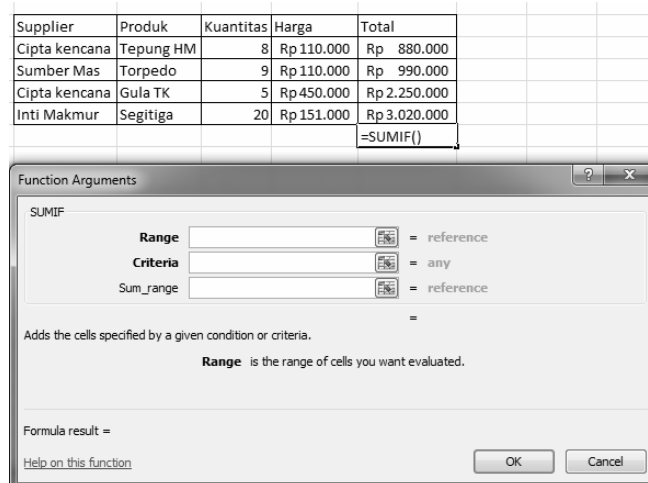 Supplier Produk Kuantitas Harga Total
Cipta kencana Tepung HM 8 Rp 110.000 Rp 880.000
Sumber Mas Torpedo 9 Rp 110.000 Rp 990.000
Cipta kencana Gula TK 5 Rp 450.000 Rp 2.250.000
Inti Makmur Segitiga 20 Rp 151.000 Rp 3.020.000
=SUMIF()
Function Arguments ? X
SUMIF
Range = reference
Criteria = any
Sum_range = reference
=
Adds the cells specified by a given condition or criteria.
Range is the range of cells you want evaluated.
Formula result =
Help on this function OK Cancel